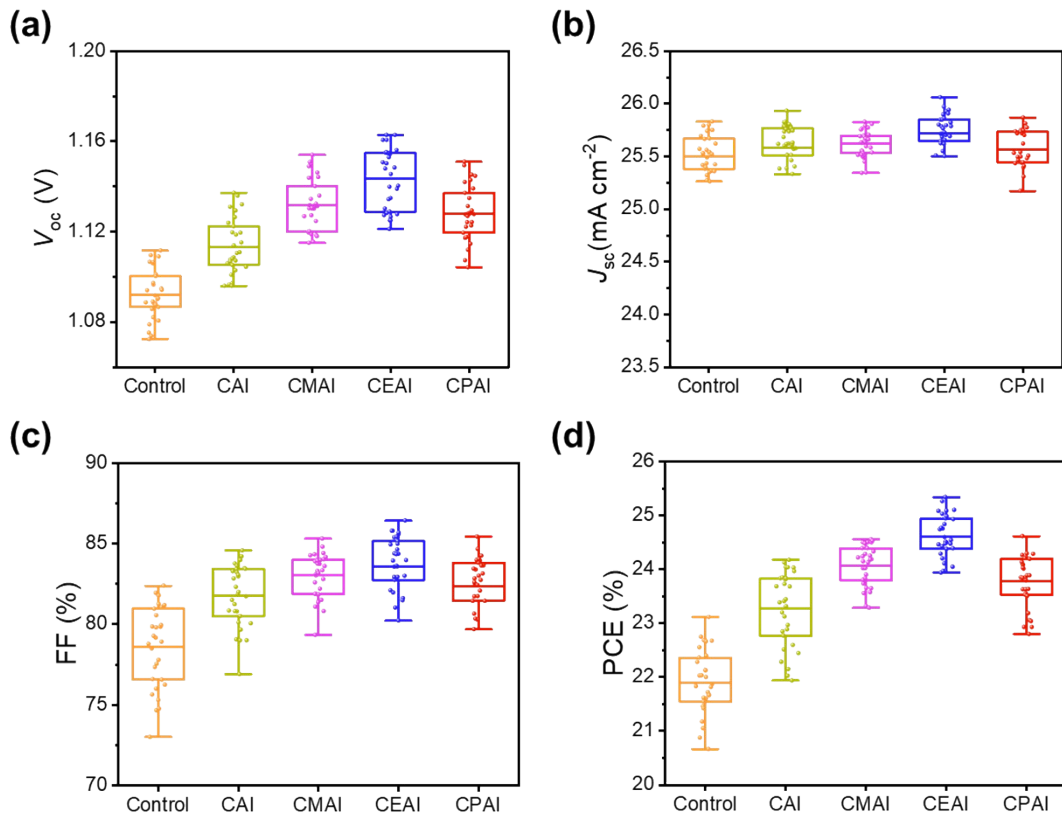 (a)
1.20
1.16
1.12
1.08
Voc (V)
Control CAI CMAI CEAI CPAI
(b)
26.5
26.0
25.5
25.0
24.5
24.0
23.5
Jsc(mA cm⁻²)
Control CAI CMAI CEAI CPAI
(c)
90
85
80
75
70
FF (%)
Control CAI CMAI CEAI CPAI
(d)
26
25
24
23
22
21
20
PCE (%)
Control CAI CMAI CEAI CPAI